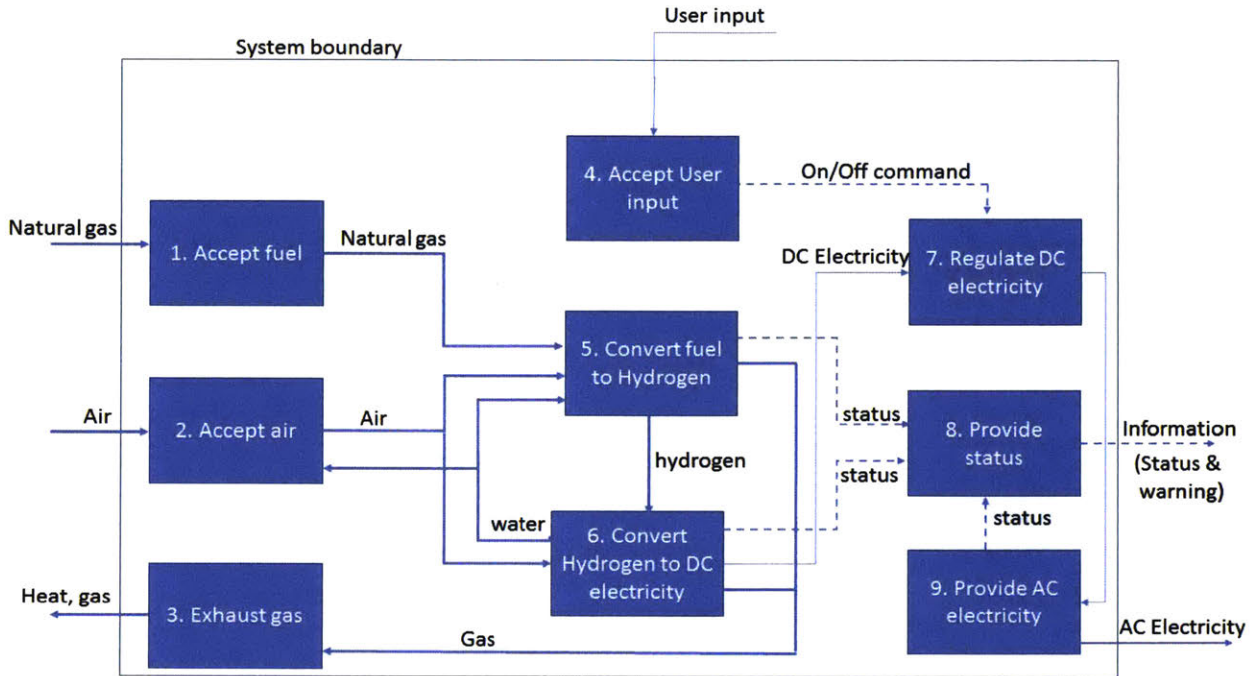 User input
System boundary
4. Accept User
input
On/Off command
Natural gas
1. Accept fuel
Natural gas
DC Electricity
7. Regulate DC
electricity
5. Convert fuel
to Hydrogen
Air
2. Accept air
Air
status
8. Provide
status
Information
(Status &
warning)
hydrogen
status
water
6. Convert
Hydrogen to DC
electricity
status
9. Provide AC
electricity
Heat, gas
3. Exhaust gas
Gas
AC Electricity